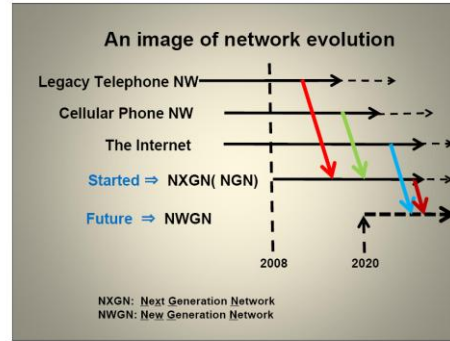 An image of network evolution
Legacy Telephone NW
Cellular Phone NW
The Internet
Started ⇒ NXGN( NGN)
Future ⇒ NWGN
2008 2020
NXGN: Next Generation Network
NWGN: New Generation Network